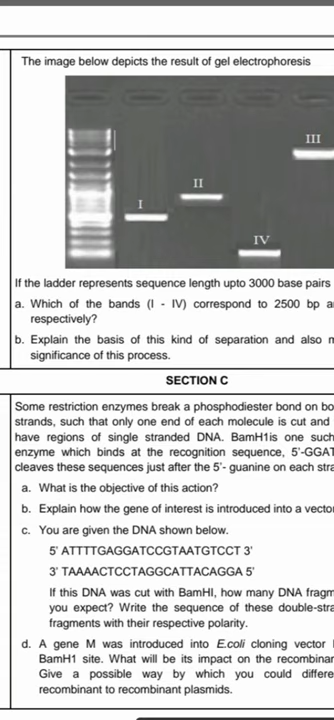 The image below depicts the result of gel electrophoresis
III
II
I
IV
If the ladder represents sequence length upto 3000 base pairs
a. Which of the bands (I - IV) correspond to 2500 bp
respectively?
b. Explain the basis of this kind of separation and also
significance of this process.
SECTION C
Some restriction enzymes break a phosphodiester bond on
strands, such that only one end of each molecule is cut and
have regions of single stranded DNA. BamH1is one such
enzyme which binds at the recognition sequence, 5'-GGAT
cleaves these sequences just after the 5'- guanine on each
a. What is the objective of this action?
b. Explain how the gene of interest is introduced into a
c. You are given the DNA shown below.
5' ATTTTGAGGATCCGTAATGTCCT 3'
3' TAAAACTCCTAGGCATTACAGGA 5'
If this DNA was cut with BamHI, how many DNA
you expect? Write the sequence of these
fragments with their respective polarity.
d. A gene M was introduced into E.coli cloning vector
BamH1 site. What will be its impact on the
Give a possible way by which you could
recombinant to recombinant plasmids.